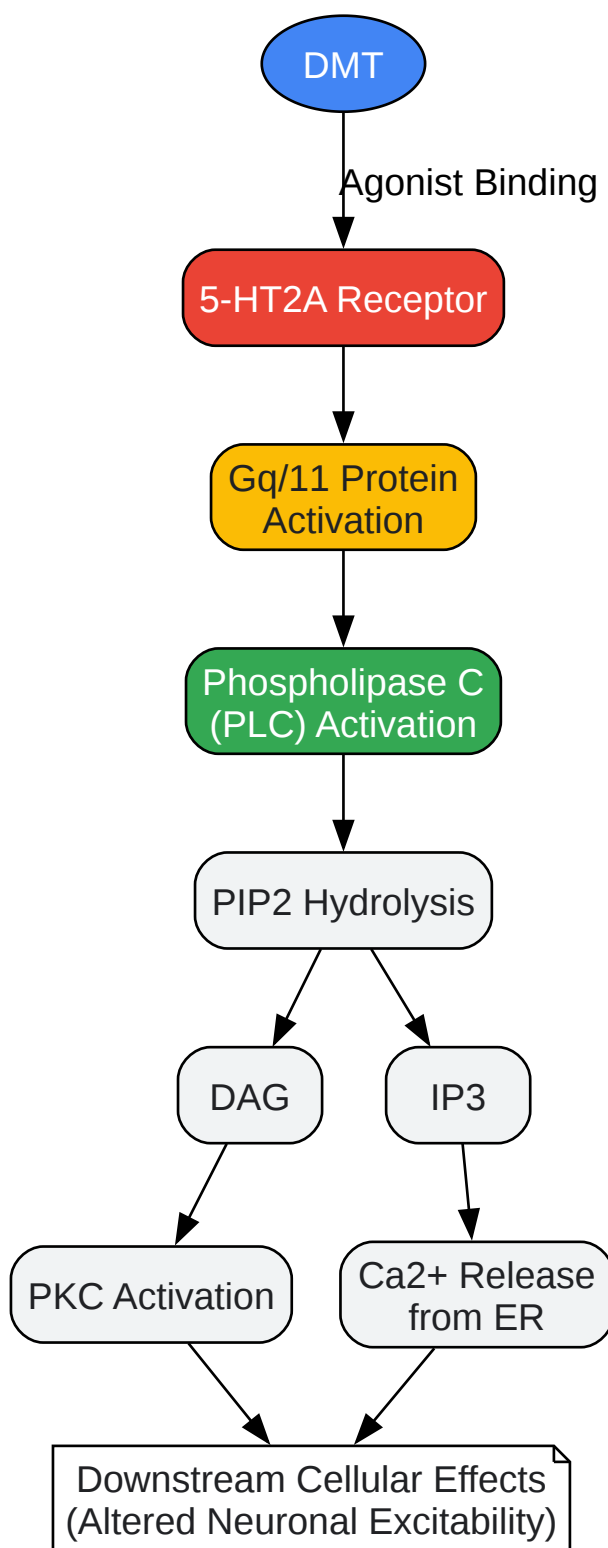 DMT
Agonist Binding
5-HT2A Receptor
Gq/11 Protein
Activation
Phospholipase C
(PLC) Activation
PIP2 Hydrolysis
DAG
IP3
PKC Activation
Ca2+ Release
from ER
Downstream Cellular Effects
(Altered Neuronal Excitability)